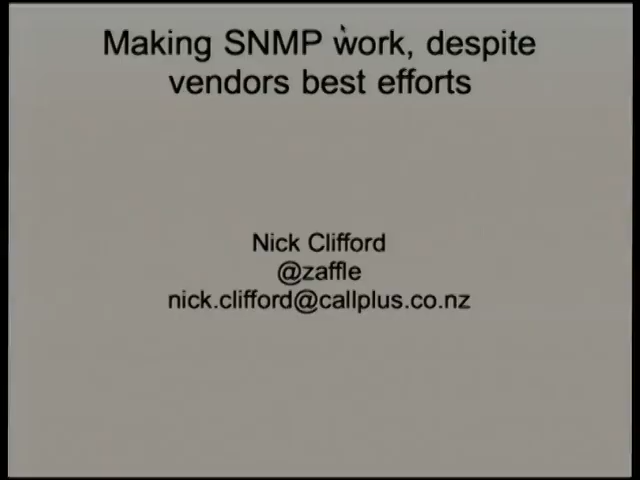 Making SNMP work, despite
vendors best efforts
Nick Clifford
@zaffle
nick.clifford@callplus.co.nz